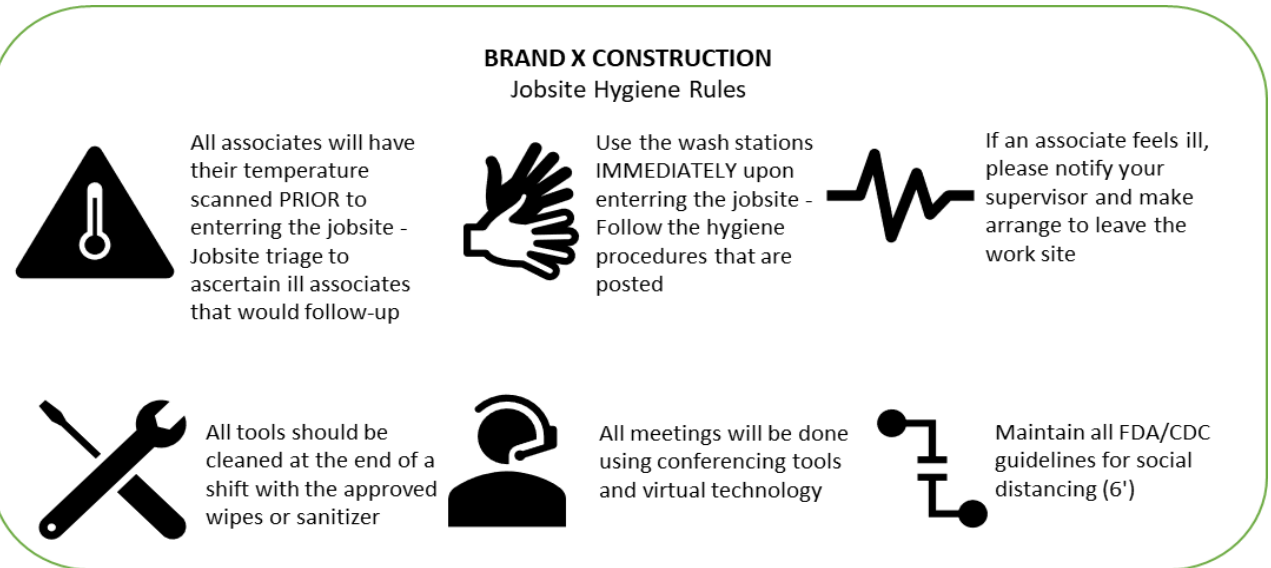 BRAND X CONSTRUCTION
Jobsite Hygiene Rules
All associates will have
their temperature
scanned PRIOR to
enterring the jobsite -
Jobsite triage to
ascertain ill associates
that would follow-up
Use the wash stations
IMMEDIATELY upon
enterring the jobsite -
Follow the hygiene
procedures that are
posted
If an associate feels ill,
please notify your
supervisor and make
arrange to leave the
work site
All tools should be
cleaned at the end of a
shift with the approved
wipes or sanitizer
All meetings will be done
using conferencing tools
and virtual technology
Maintain all FDA/CDC
guidelines for social
distancing (6')